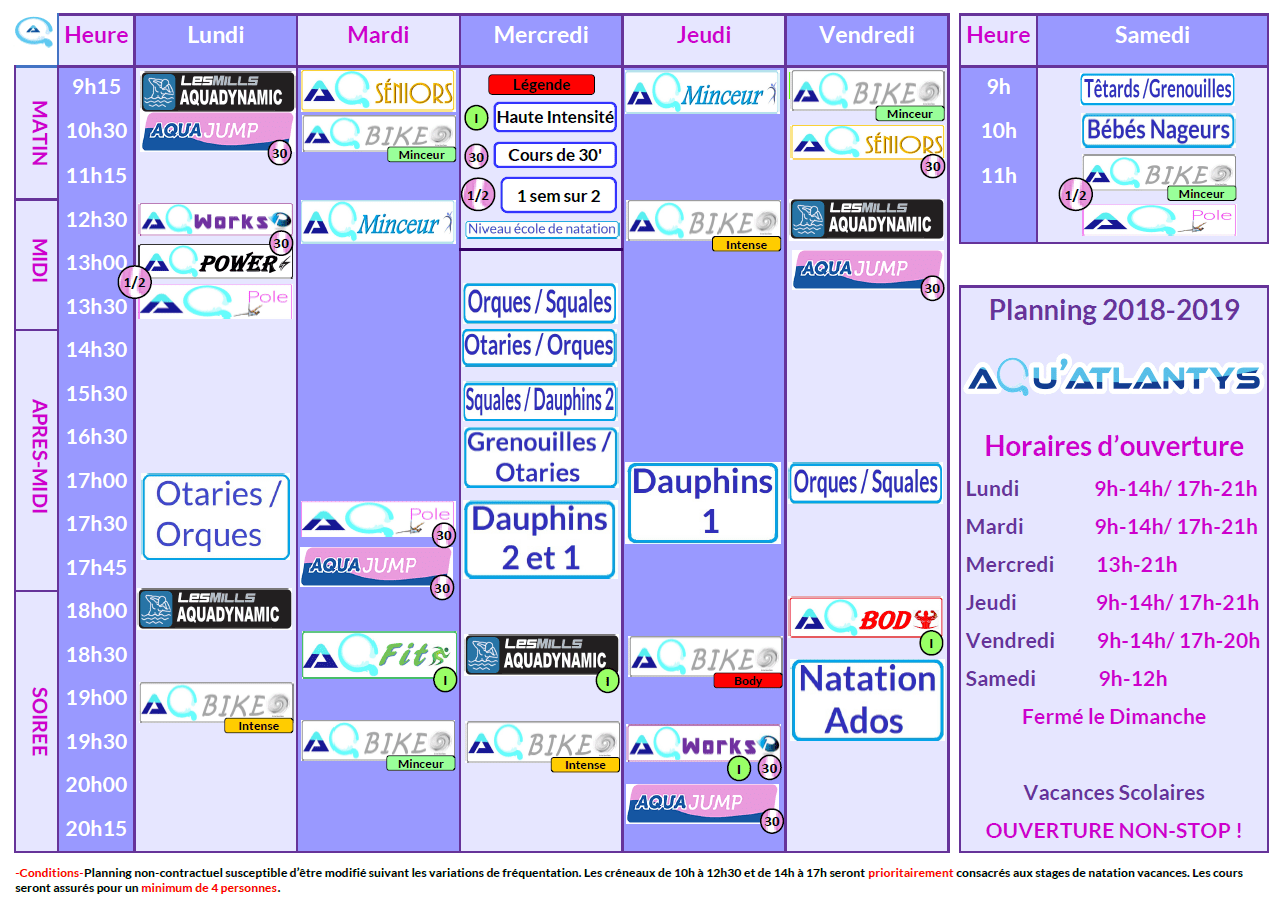 Heure Lundi Mardi Mercredi Jeudi Vendredi
MATIN
9h15 LESMILLS AQUADYNAMIC AQ SÉNIORS Légende AQ Minceur AQ BIKE Minceur
I Haute Intensité
10h30 AQUA JUMP 30 AQ BIKE Minceur AQ SÉNIORS 30
30 Cours de 30'
11h15
1/2 1 sem sur 2
MIDI
12h30 AQ Works 30 AQ Minceur Niveau école de natation AQ BIKE Intense LESMILLS AQUADYNAMIC
13h00 AQ POWER AQUA JUMP 30
1/2
13h30 AQ Pole Orques / Squales
APRES-MIDI
14h30 Otaries / Orques
15h30 Squales / Dauphins 2
16h30 Grenouilles /
Otaries
17h00 Otaries / Dauphins Orques / Squales
Orques 1
17h30 AQ Pole 30 Dauphins
2 et 1
17h45 AQUA JUMP 30
SOIREE
18h00 LESMILLS AQUADYNAMIC AQ BOD I
18h30 AQ Fit I LESMILLS AQUADYNAMIC I AQ BIKE Body
19h00 AQ BIKE Intense Natation
Ados
19h30 AQ BIKE Minceur AQ BIKE Intense AQ Works I 30
20h00 AQUA JUMP 30
20h15
Heure Samedi
9h Têtards /Grenouilles
10h Bébés Nageurs
11h AQ BIKE Minceur
1/2
AQ Pole
Planning 2018-2019
AQU'ATLANTYS
Horaires d’ouverture
Lundi 9h-14h/ 17h-21h
Mardi 9h-14h/ 17h-21h
Mercredi 13h-21h
Jeudi 9h-14h/ 17h-21h
Vendredi 9h-14h/ 17h-20h
Samedi 9h-12h
Fermé le Dimanche
Vacances Scolaires
OUVERTURE NON-STOP !
-Conditions-Planning non-contractuel susceptible d’être modifié suivant les variations de fréquentation. Les créneaux de 10h à 12h30 et de 14h à 17h seront prioritairement consacrés aux stages de natation vacances. Les cours
seront assurés pour un minimum de 4 personnes.